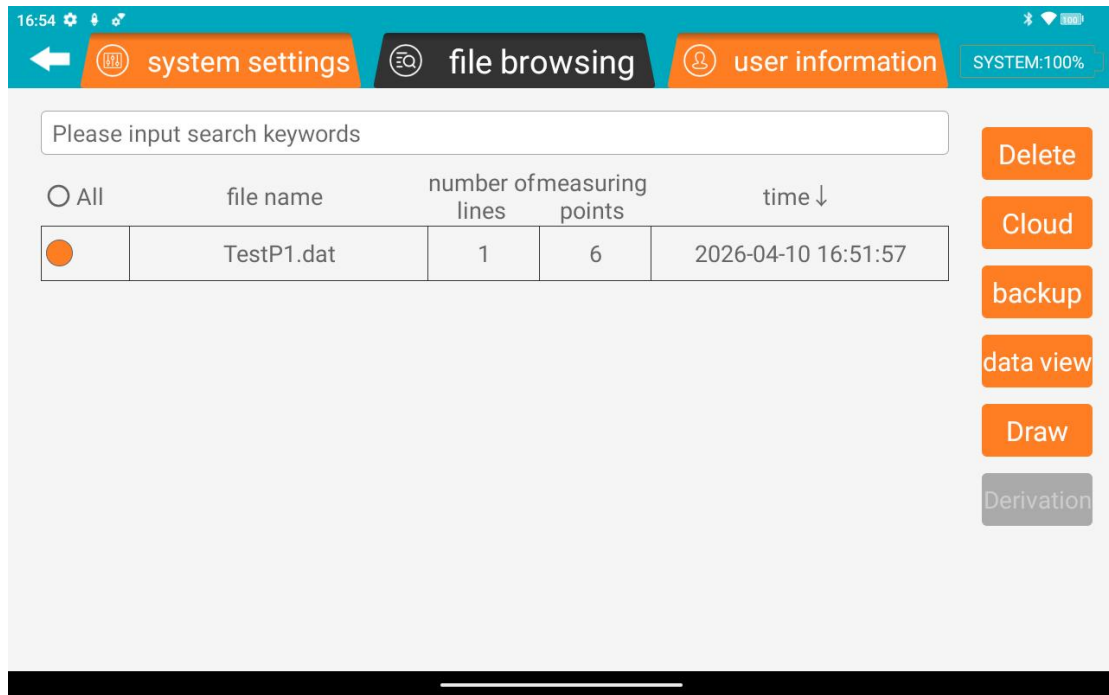 16:54 100
system settings file browsing user information SYSTEM:100%
Please input search keywords
Delete
All file name number of lines measuring points time↓
Cloud
TestP1.dat 1 6 2026-04-10 16:51:57
backup
data view
Draw
Derivation